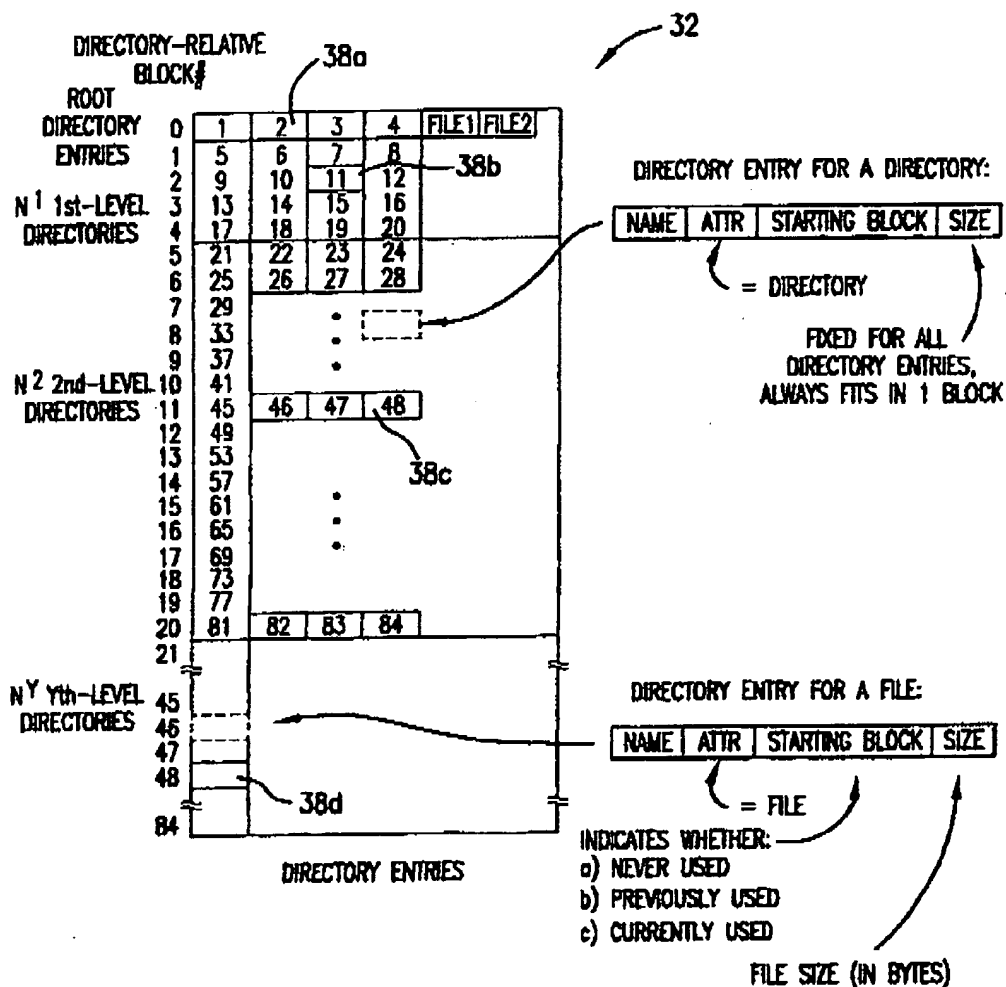 32
DIRECTORY-RELATIVE
BLOCK#
38a
ROOT
DIRECTORY
ENTRIES
0 1 2 3 4 FILE1 FILE2
1 5 6 7 8
38b
2 9 10 11 12
N1 1st-LEVEL
DIRECTORIES
3 13 14 15 16
4 17 18 19 20
5 21 22 23 24
6 25 26 27 28
7 29
8 33
9 37
N2 2nd-LEVEL
DIRECTORIES
10 41
11 45 46 47 48
38c
12 49
13 53
14 57
15 61
16 65
17 69
18 73
19 77
20 81 82 83 84
21
NY Yth-LEVEL
DIRECTORIES
45
46
47
48
38d
84
DIRECTORY ENTRIES
DIRECTORY ENTRY FOR A DIRECTORY:
NAME ATTR STARTING BLOCK SIZE
= DIRECTORY
FIXED FOR ALL
DIRECTORY ENTRIES,
ALWAYS FITS IN 1 BLOCK
DIRECTORY ENTRY FOR A FILE:
NAME ATTR STARTING BLOCK SIZE
= FILE
INDICATES WHETHER:
a) NEVER USED
b) PREVIOUSLY USED
c) CURRENTLY USED
FILE SIZE (IN BYTES)